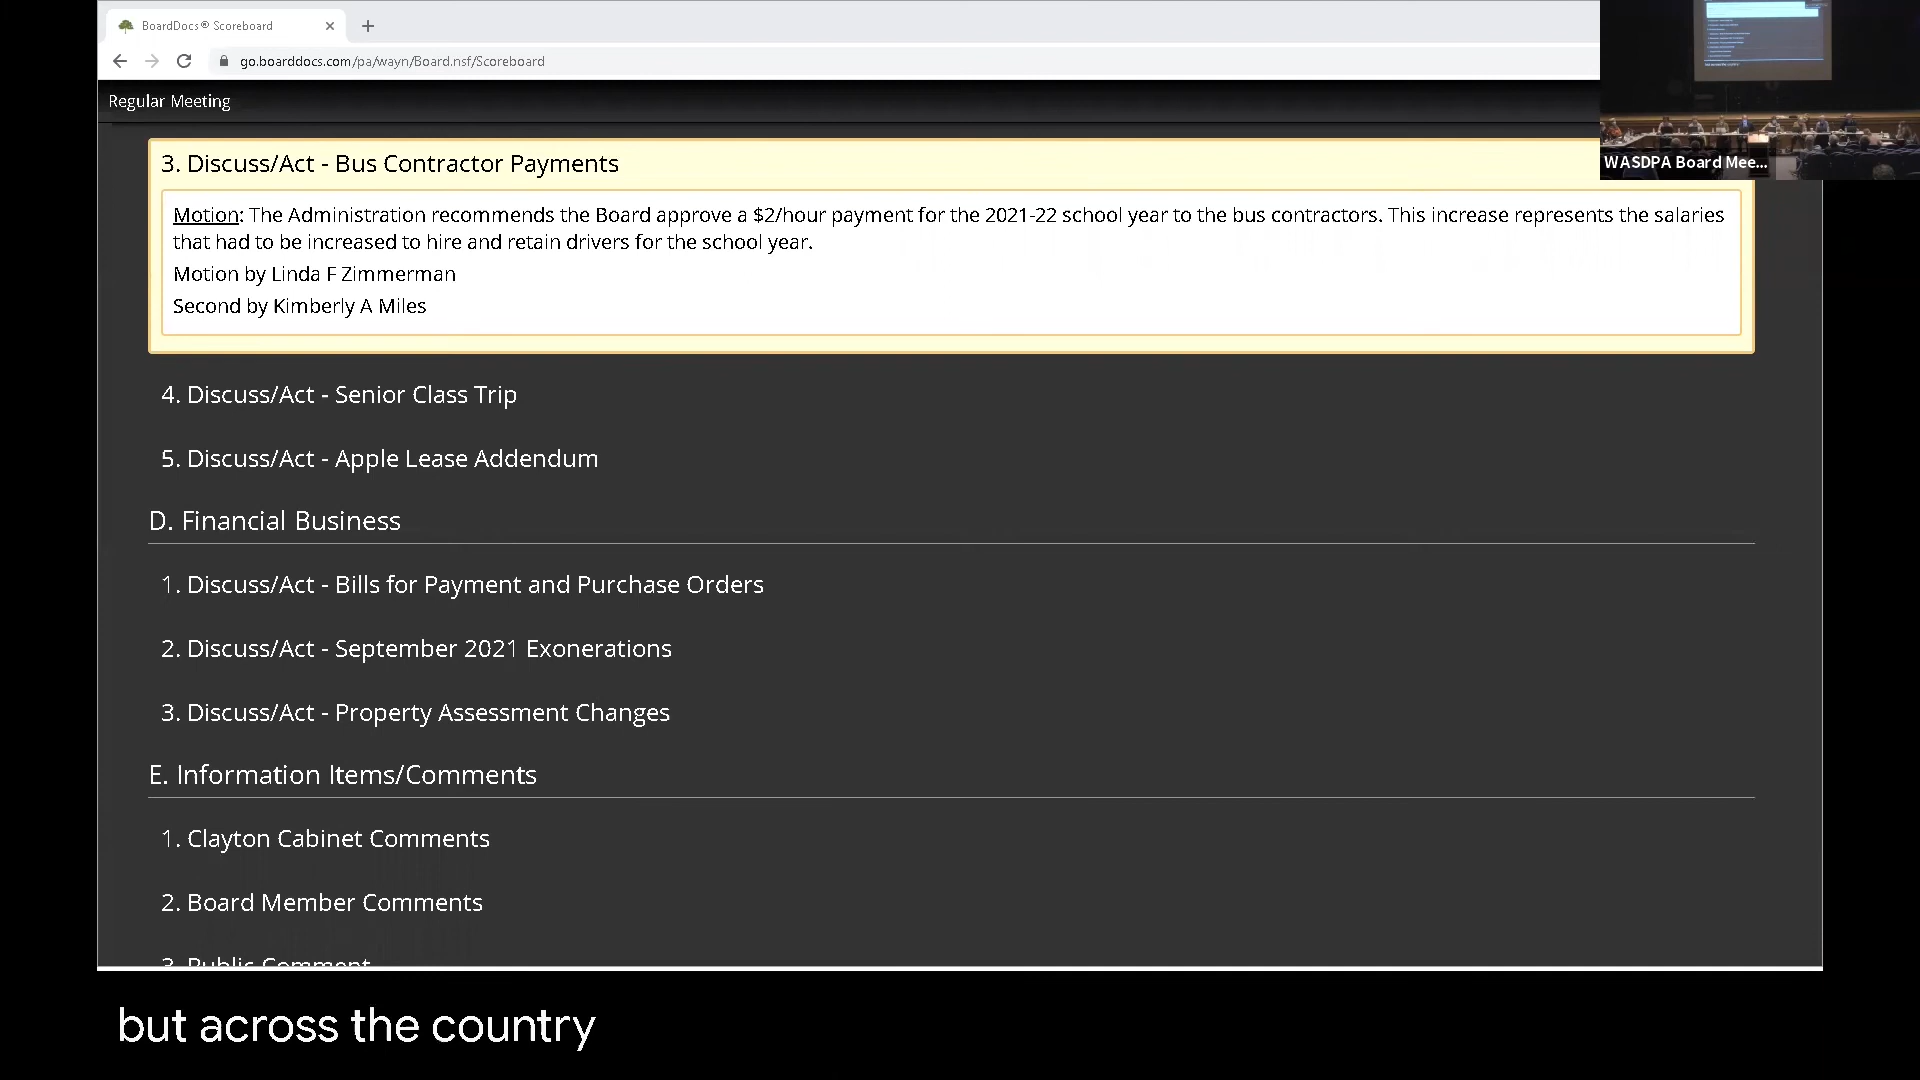 BoardDocs® Scoreboard
go.boarddocs.com/pa/wayn/Board.nsf/Scoreboard
Regular Meeting
WASDPA Board Mee...
3. Discuss/Act - Bus Contractor Payments
Motion: The Administration recommends the Board approve a $2/hour payment for the 2021-22 school year to the bus contractors. This increase represents the salaries
that had to be increased to hire and retain drivers for the school year.
Motion by Linda F Zimmerman
Second by Kimberly A Miles
4. Discuss/Act - Senior Class Trip
5. Discuss/Act - Apple Lease Addendum
D. Financial Business
1. Discuss/Act - Bills for Payment and Purchase Orders
2. Discuss/Act - September 2021 Exonerations
3. Discuss/Act - Property Assessment Changes
E. Information Items/Comments
1. Clayton Cabinet Comments
2. Board Member Comments
3. Public Comment
but across the country